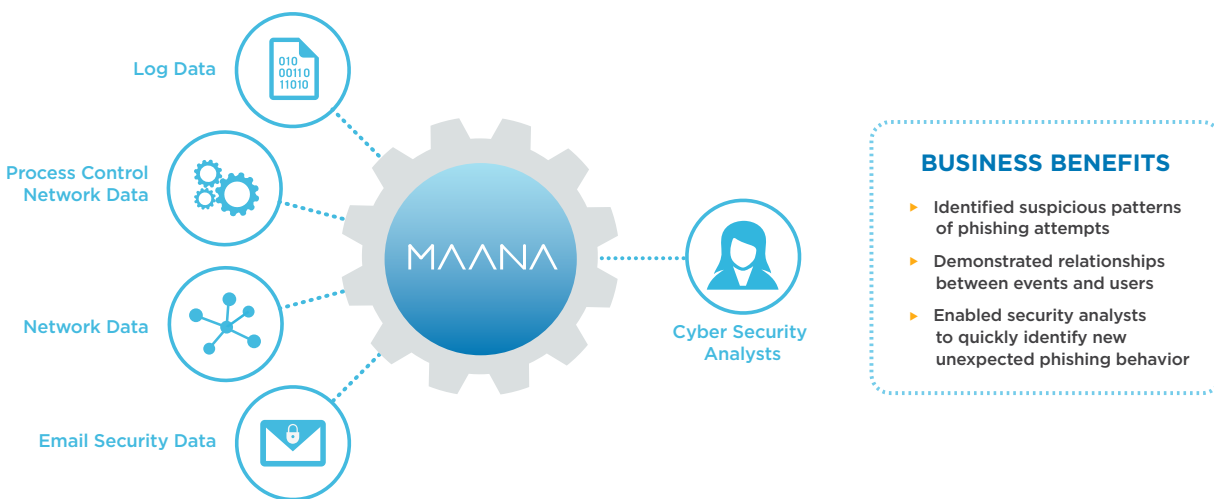 Log Data
010
00110
11010
Process Control
Network Data
Network Data
Email Security Data
MAANA
Cyber Security
Analysts
BUSINESS BENEFITS
Identified suspicious patterns
of phishing attempts
Demonstrated relationships
between events and users
Enabled security analysts
to quickly identify new
unexpected phishing behavior